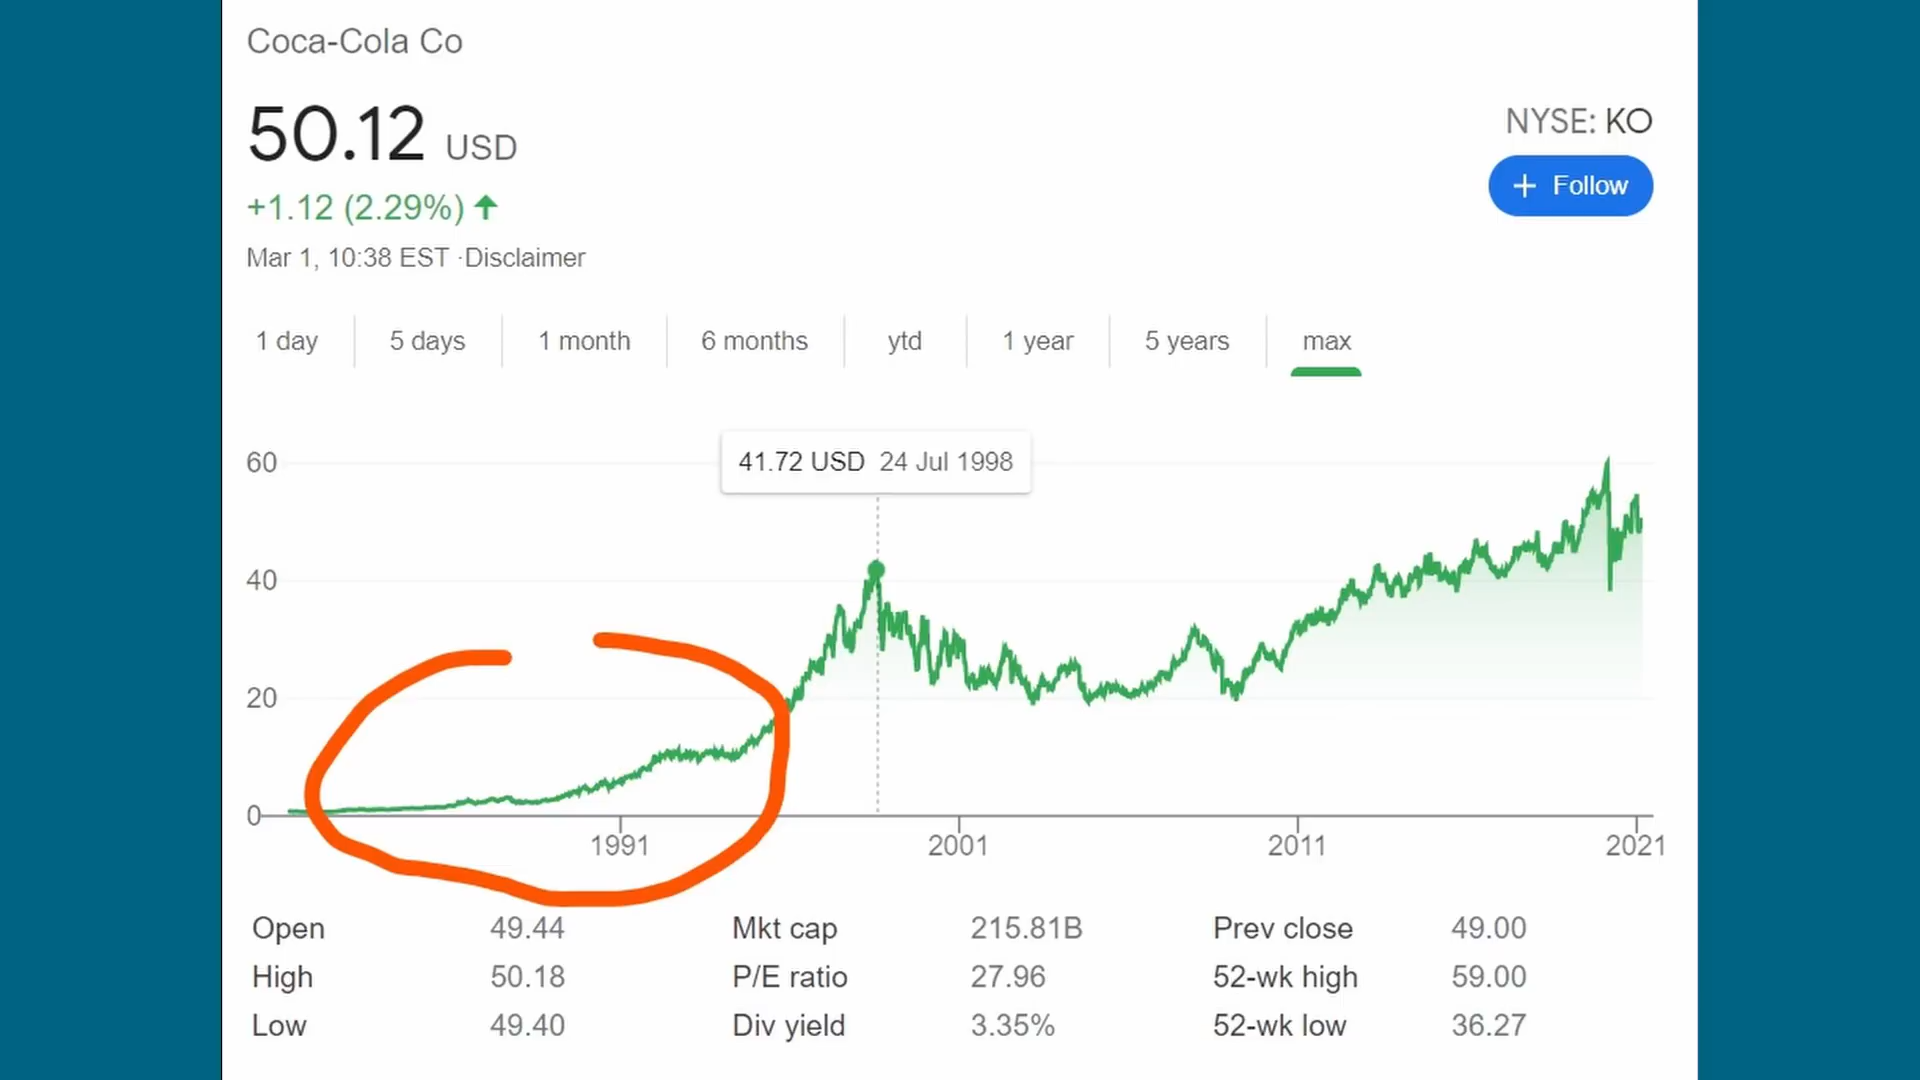 Coca-Cola Co
50.12 USD
NYSE: KO
+ Follow
+1.12 (2.29%)
Mar 1, 10:38 EST ·Disclaimer
1 day 5 days 1 month 6 months ytd 1 year 5 years max
41.72 USD 24 Jul 1998
60
40
20
0
1991 2001 2011 2021
Open 49.44 Mkt cap 215.81B Prev close 49.00
High 50.18 P/E ratio 27.96 52-wk high 59.00
Low 49.40 Div yield 3.35% 52-wk low 36.27